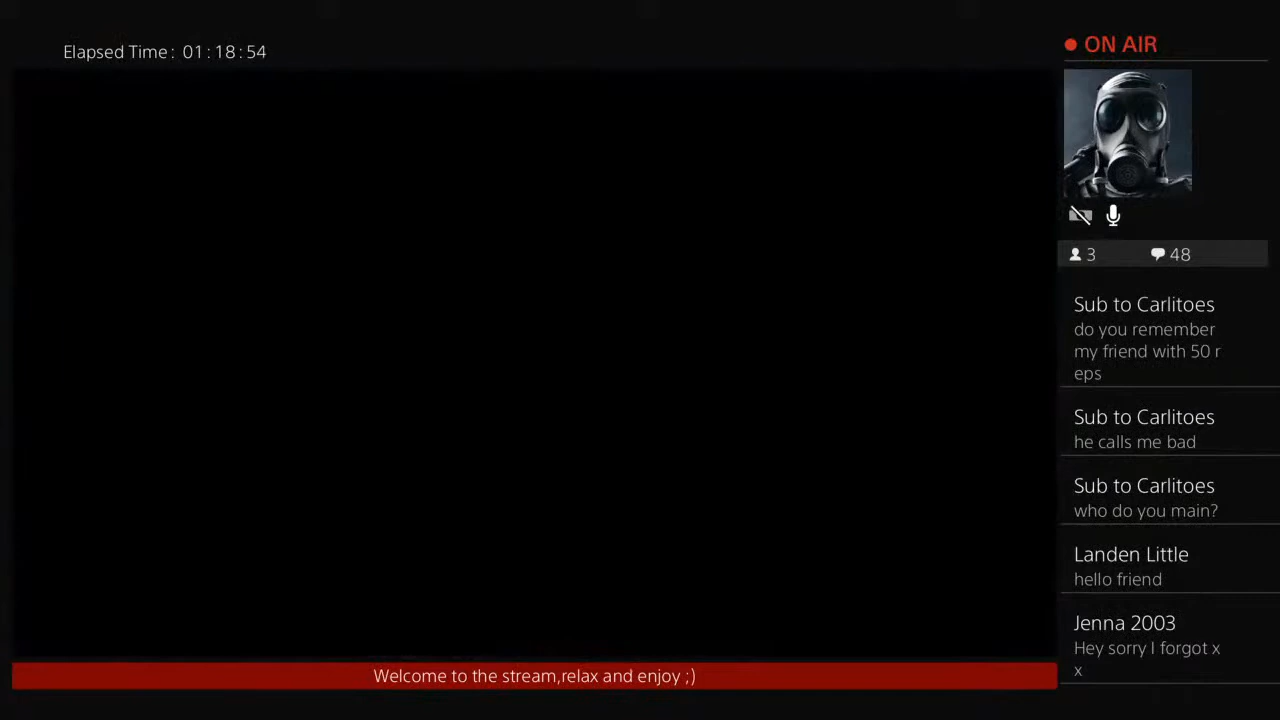 Elapsed Time: 01:18:54
ON AIR
3 48
Sub to Carlitoes
do you remember
my friend with 50 r
eps
Sub to Carlitoes
he calls me bad
Sub to Carlitoes
who do you main?
Landen Little
hello friend
Jenna 2003
Hey sorry I forgot x
x
Welcome to the stream,relax and enjoy ;)